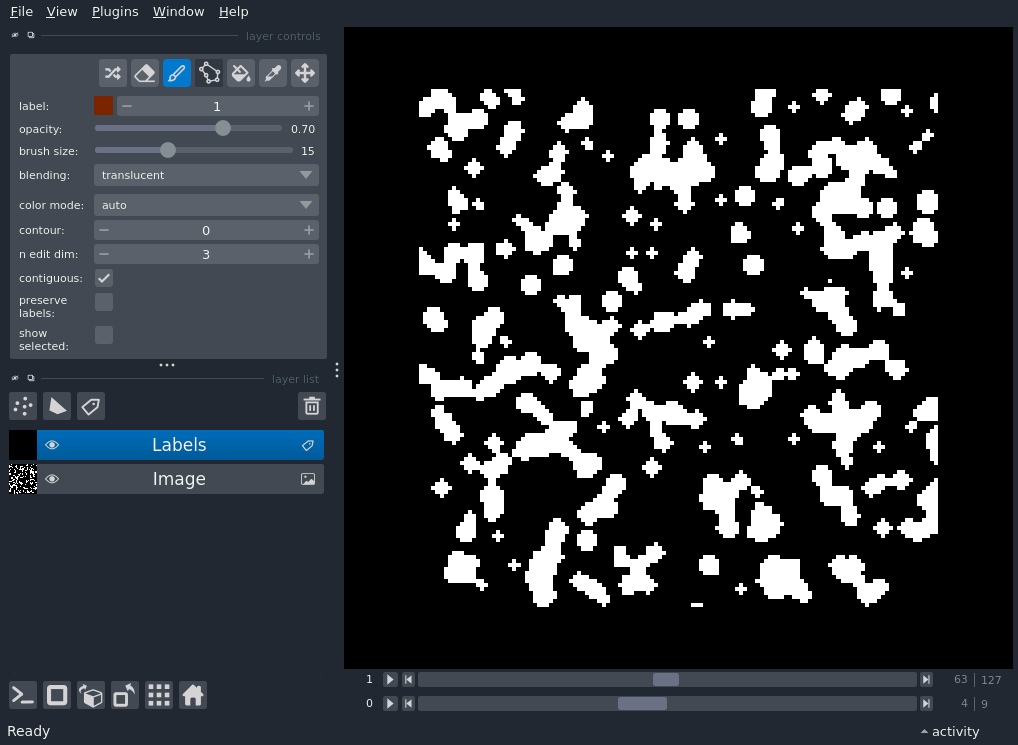 File View Plugins Window Help
layer controls
label: 1
opacity: 0.70
brush size: 15
blending: translucent
color mode: auto
contour: 0
n edit dim: 3
contiguous:
preserve
labels:
show
selected:
layer list
Labels
Image
1 63 127
0 4 9
Ready activity